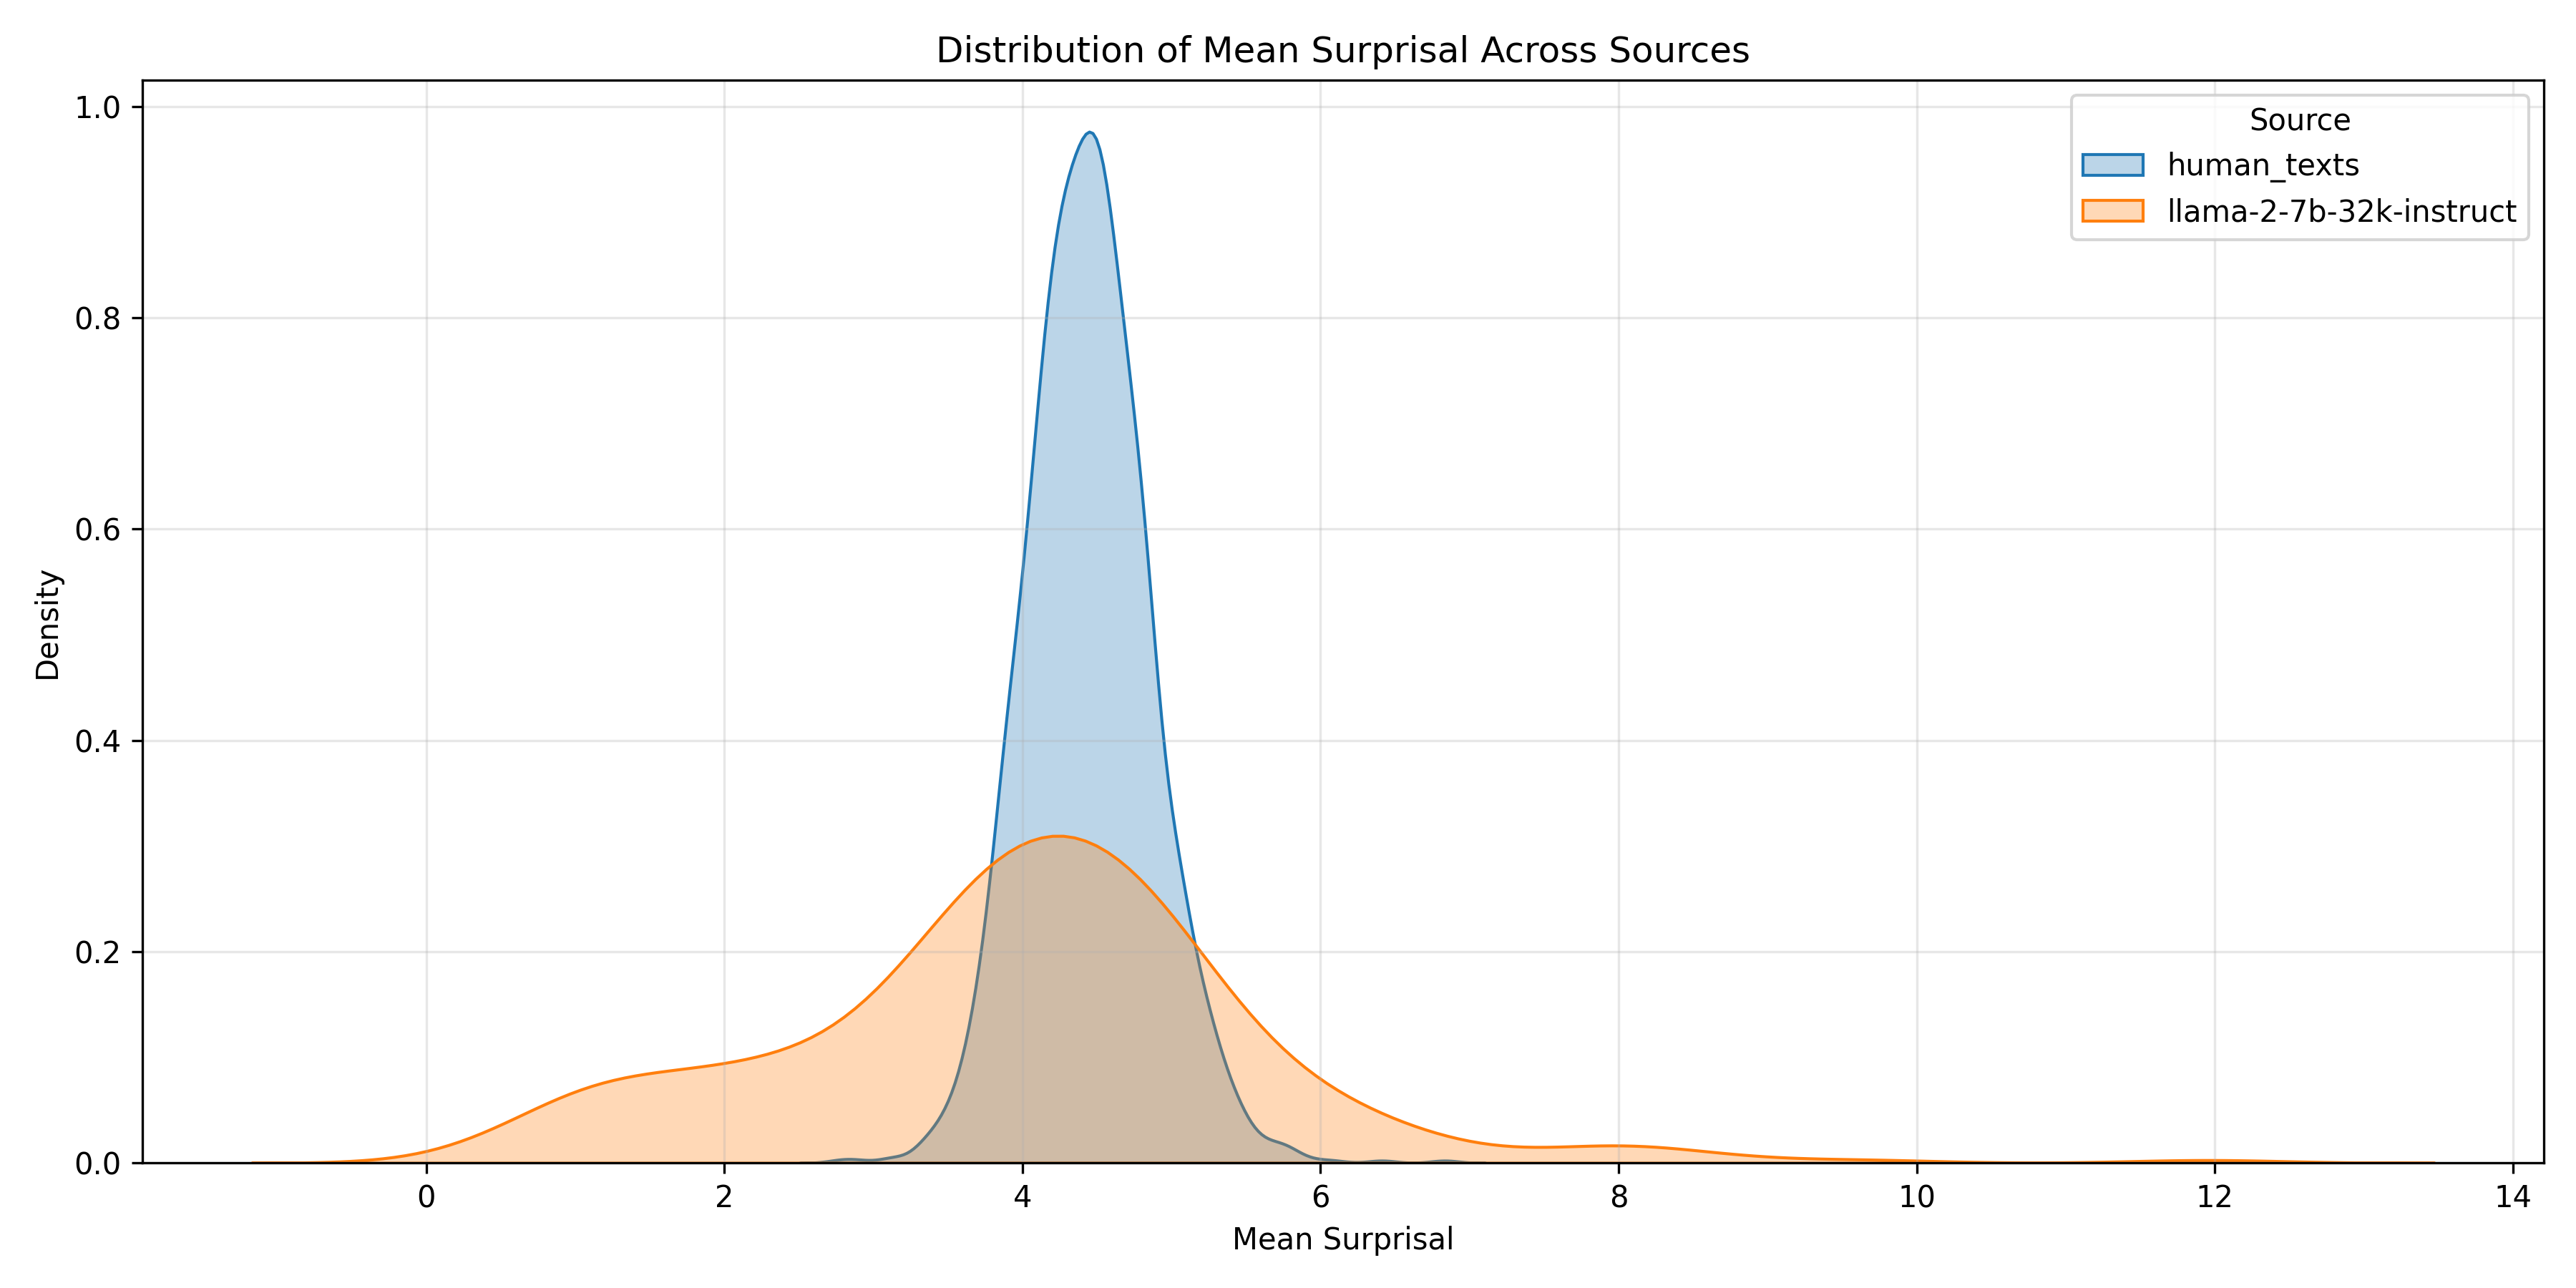 Distribution of Mean Surprisal Across Sources
Source
human_texts
llama-2-7b-32k-instruct
1.0
0.8
0.6
0.4
0.2
0.0
Density
0
2
4
6
8
10
12
14
Mean Surprisal